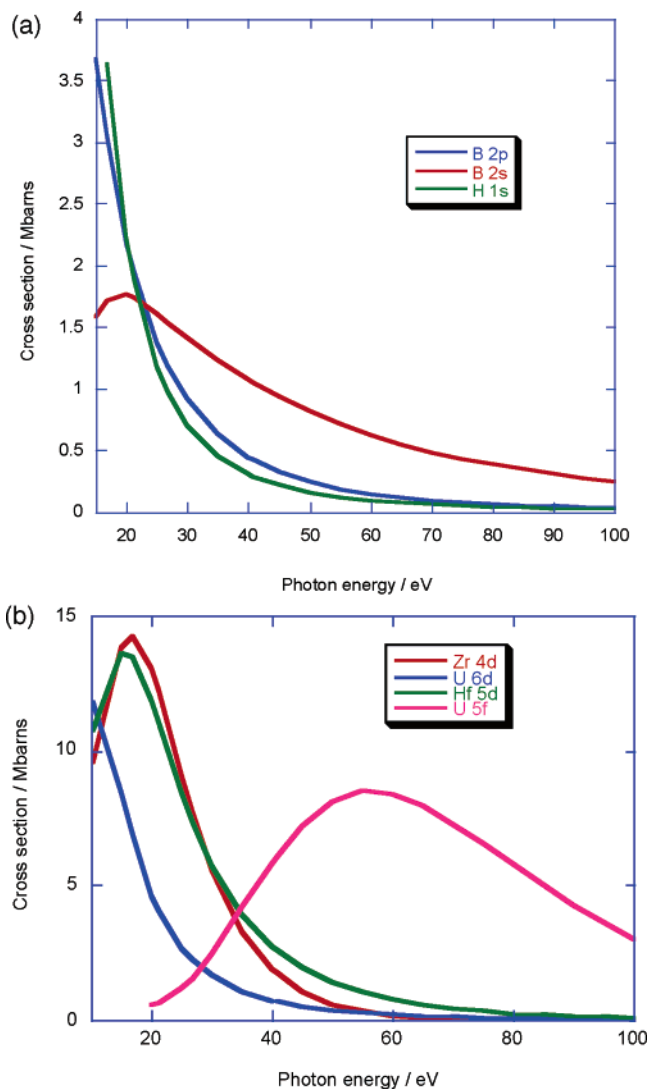 (a)
4
3.5
3
2.5
2
1.5
1
0.5
0
Cross section / Mbarns
B 2p
B 2s
H 1s
20 30 40 50 60 70 80 90 100
Photon energy / eV
(b)
15
10
5
0
Cross section / Mbarns
Zr 4d
U 6d
Hf 5d
U 5f
20 40 60 80 100
Photon energy / eV